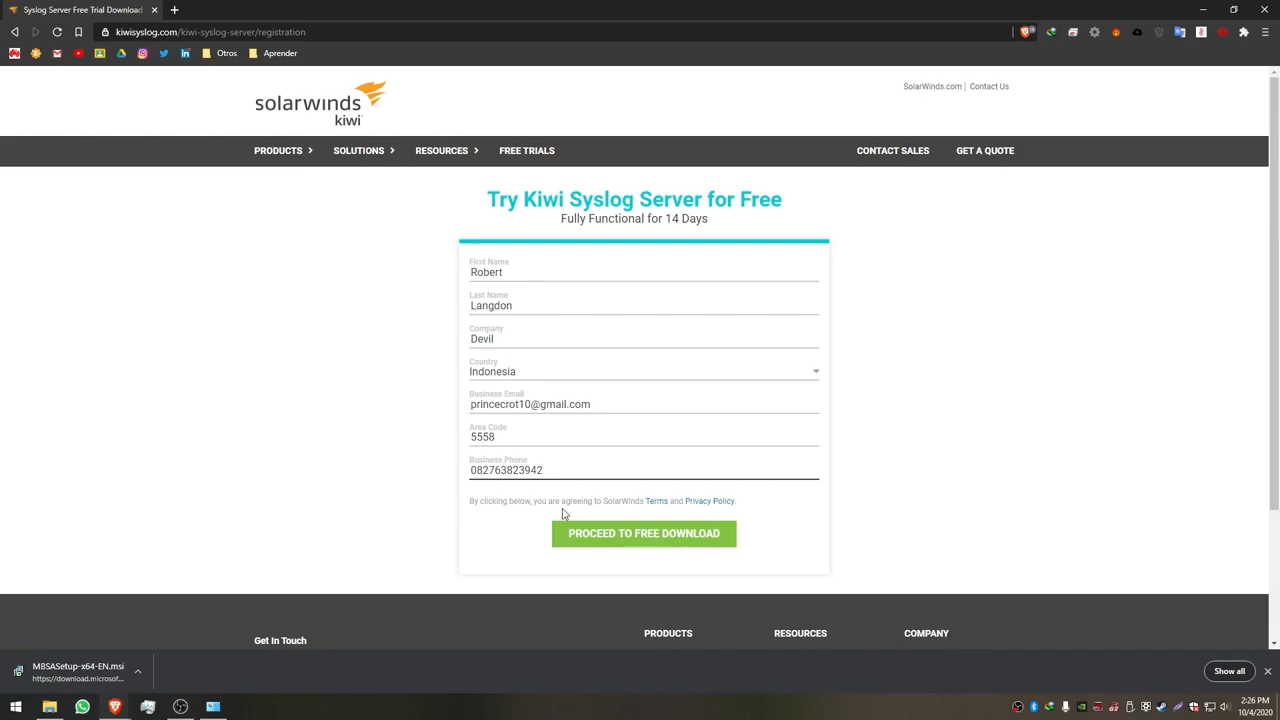 Syslog Server Free Trial Download
kiwisyslog.com/kiwi-syslog-server/registration
Otros
Aprender
solarwinds
kiwi
SolarWinds.com | Contact Us
PRODUCTS
SOLUTIONS
RESOURCES
FREE TRIALS
CONTACT SALES
GET A QUOTE
Try Kiwi Syslog Server for Free
Fully Functional for 14 Days
First Name
Robert
Last Name
Langdon
Company
Devil
Country
Indonesia
Business Email
princecrot10@gmail.com
Area Code
5558
Business Phone
082763823942
By clicking below, you are agreeing to SolarWinds Terms and Privacy Policy.
PROCEED TO FREE DOWNLOAD
Get In Touch
PRODUCTS
RESOURCES
COMPANY
MBSASetup-x64-EN.msi
https://download.microsof...
Show all
2:26 PM
10/4/2020